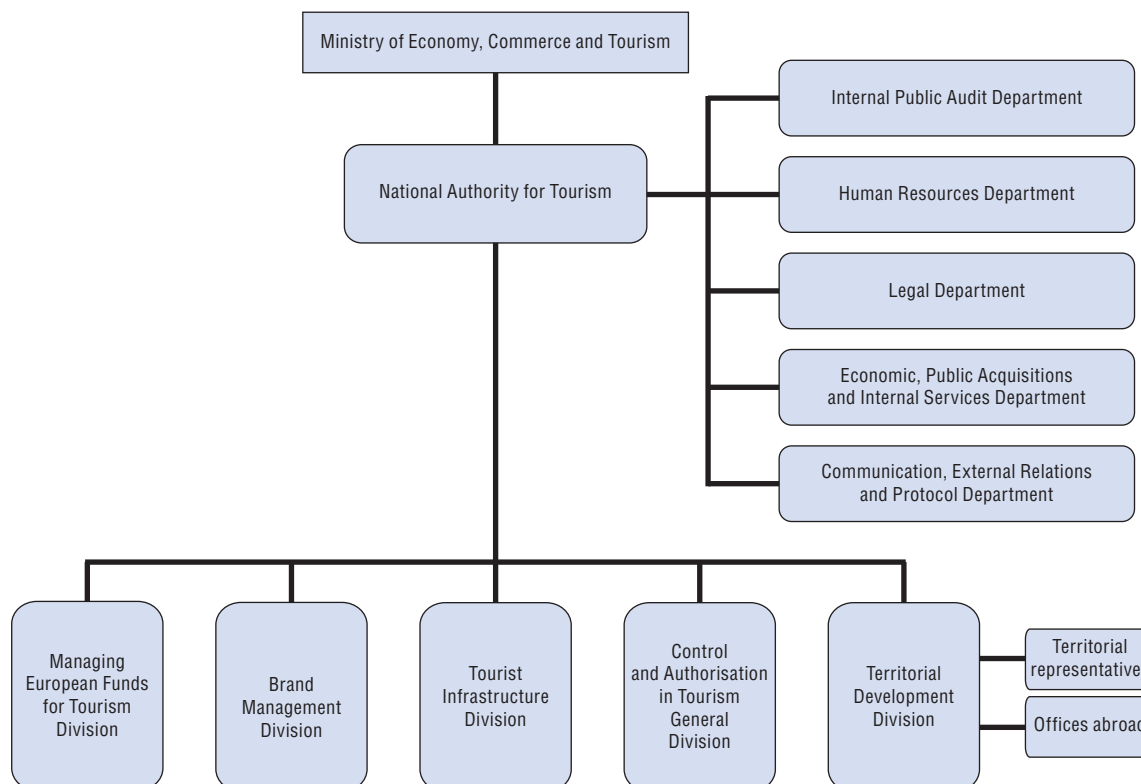 Ministry of Economy, Commerce and Tourism
Internal Public Audit Department
National Authority for Tourism
Human Resources Department
Legal Department
Economic, Public Acquisitions
and Internal Services Department
Communication, External Relations
and Protocol Department
Managing
European Funds
for Tourism
Division
Brand
Management
Division
Tourist
Infrastructure
Division
Control
and Authorisation
in Tourism
General
Division
Territorial
Development
Division
Territorial
representative
Offices abroad